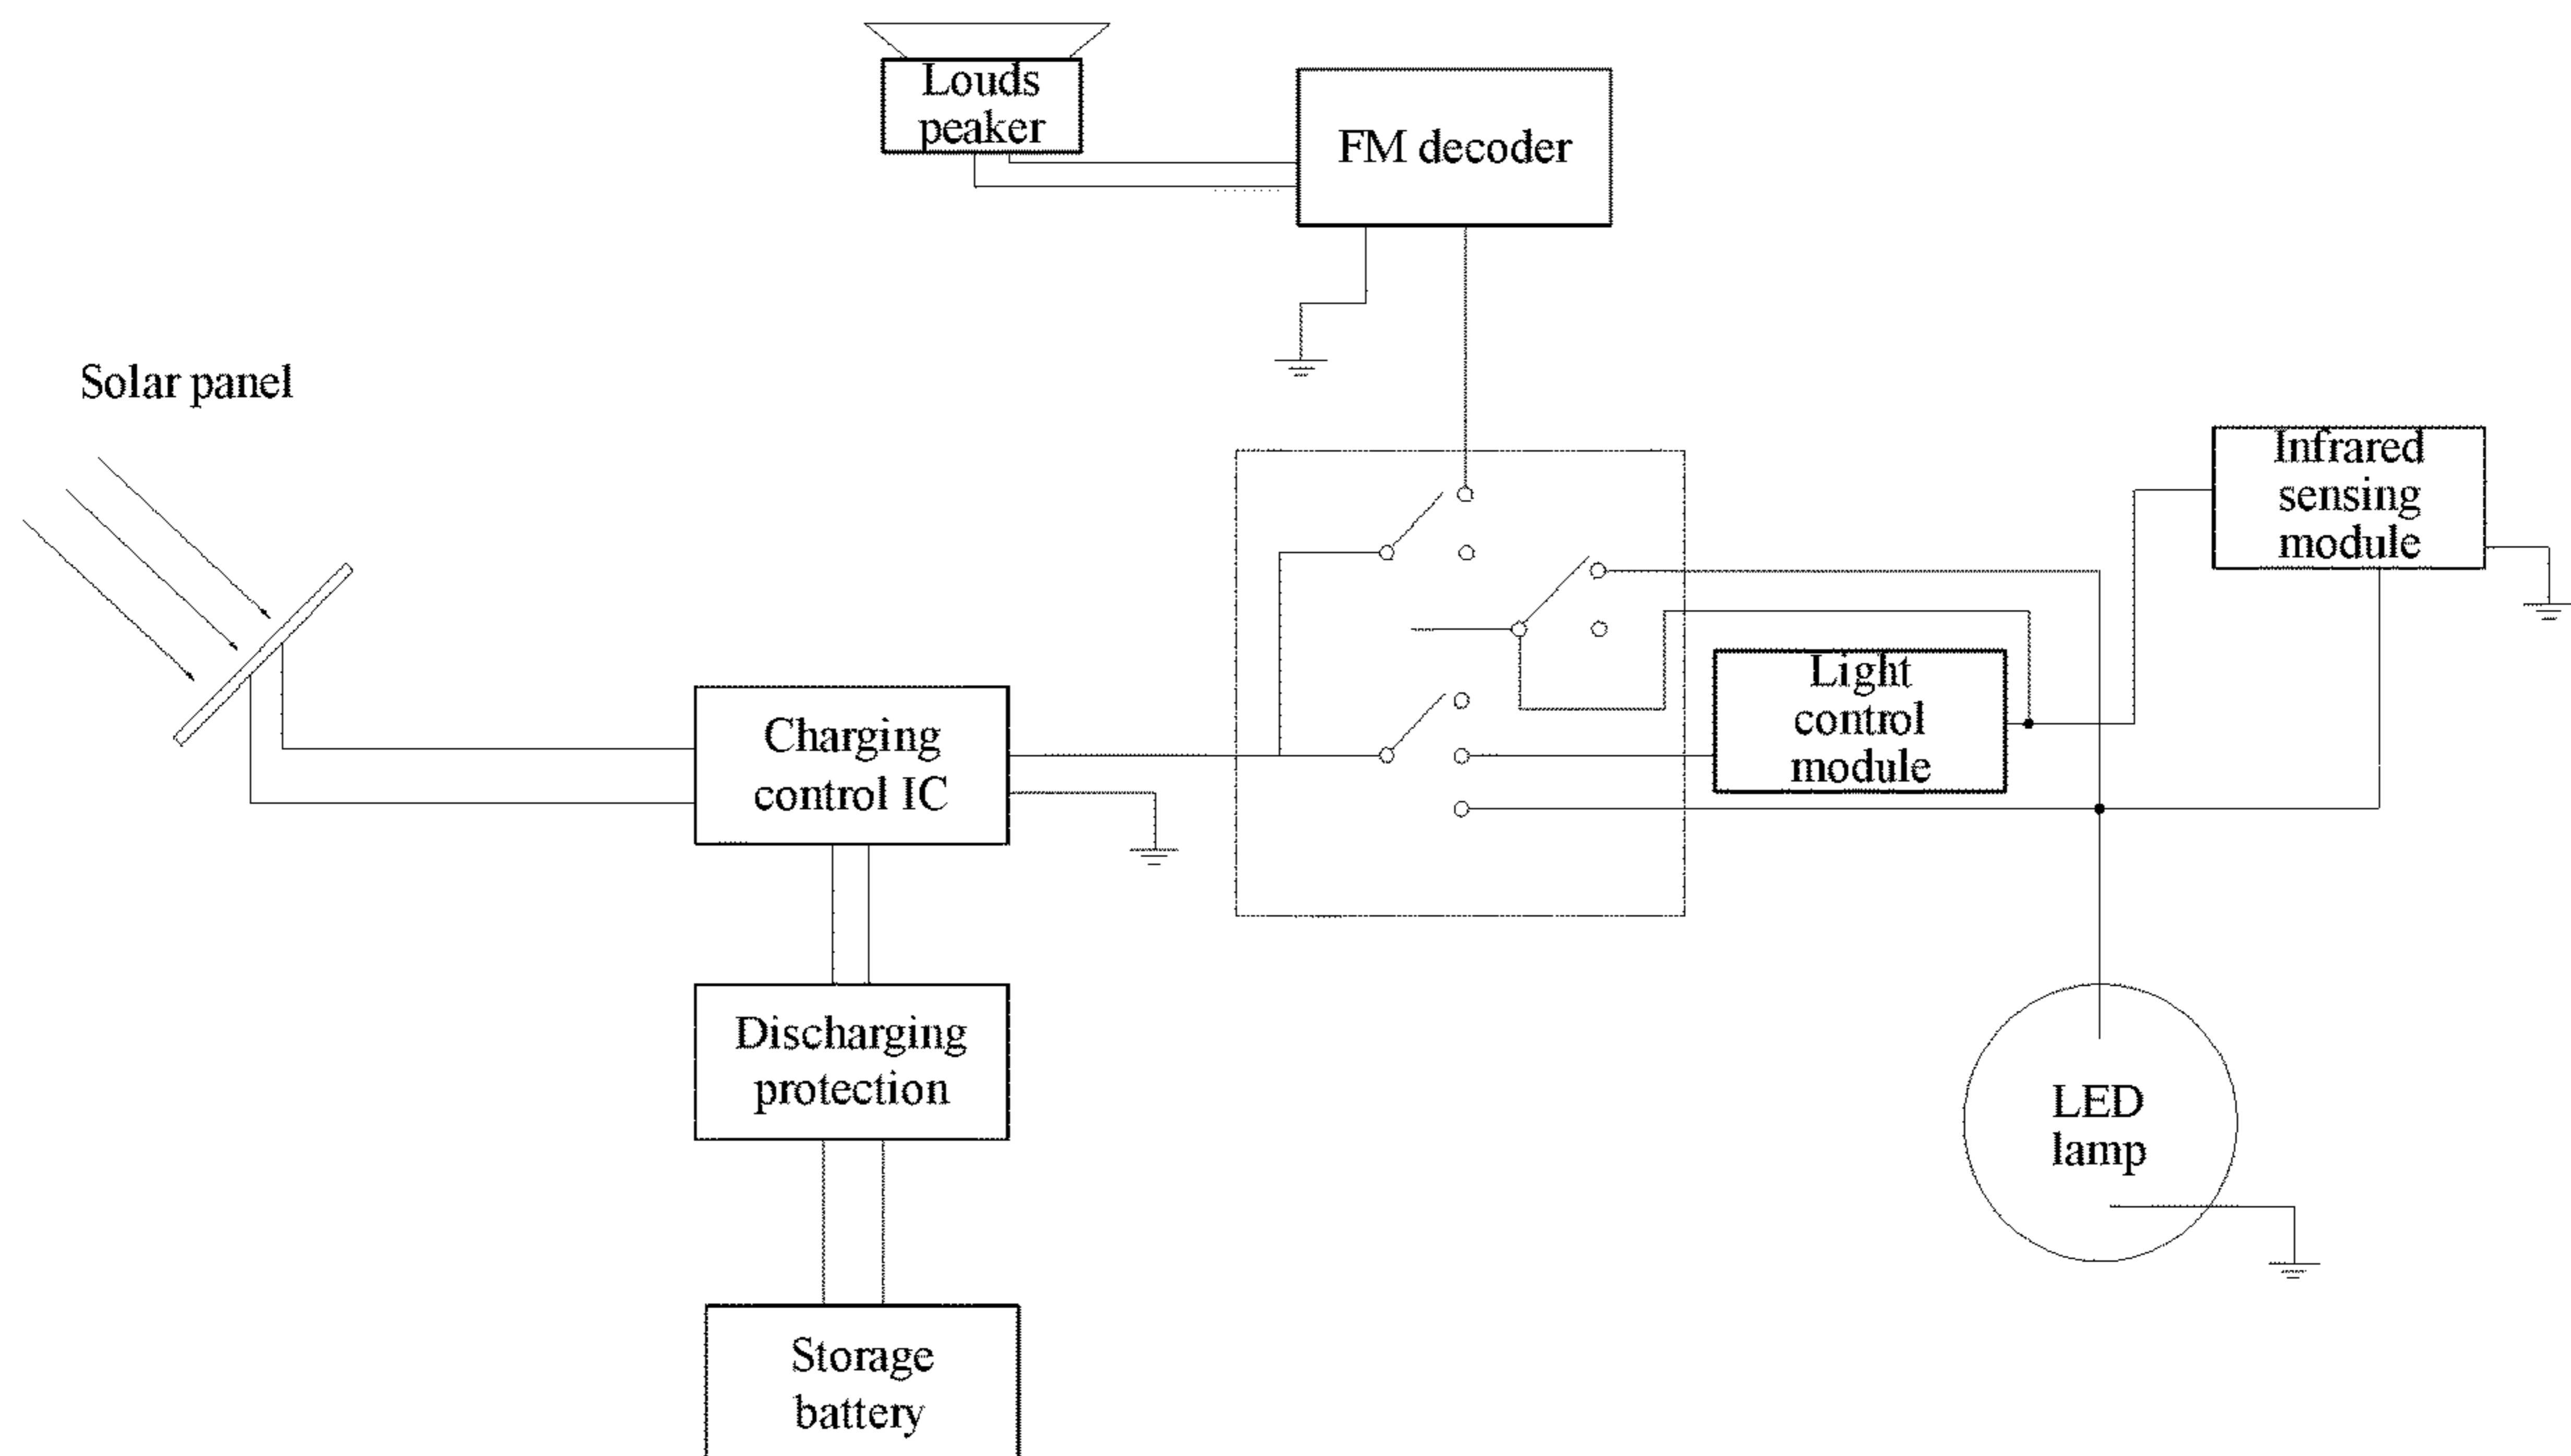 Louds
peaker
FM decoder
Solar panel
Infrared
sensing
module
Light
control
module
Charging
control IC
Discharging
protection
LED
lamp
Storage
battery